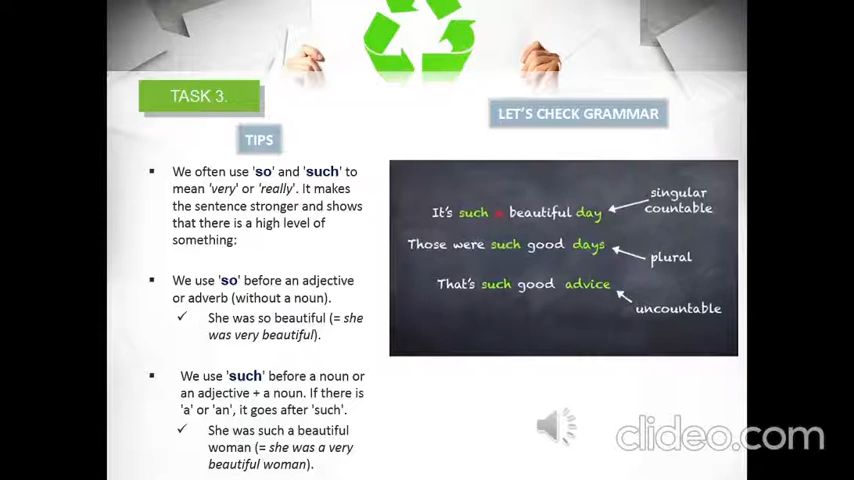 TASK 3.
LET'S CHECK GRAMMAR
TIPS
▪ We often use 'so' and 'such' to
mean 'very' or 'really'. It makes
the sentence stronger and shows
that there is a high level of
something:
▪ We use 'so' before an adjective
or adverb (without a noun).
✓ She was so beautiful (= she
was very beautiful).
▪ We use 'such' before a noun or
an adjective + a noun. If there is
'a' or 'an', it goes after 'such'.
✓ She was such a beautiful
woman (= she was a very
beautiful woman).
It's such a beautiful day
singular
countable
Those were such good days
plural
That's such good advice
uncountable
clideo.com